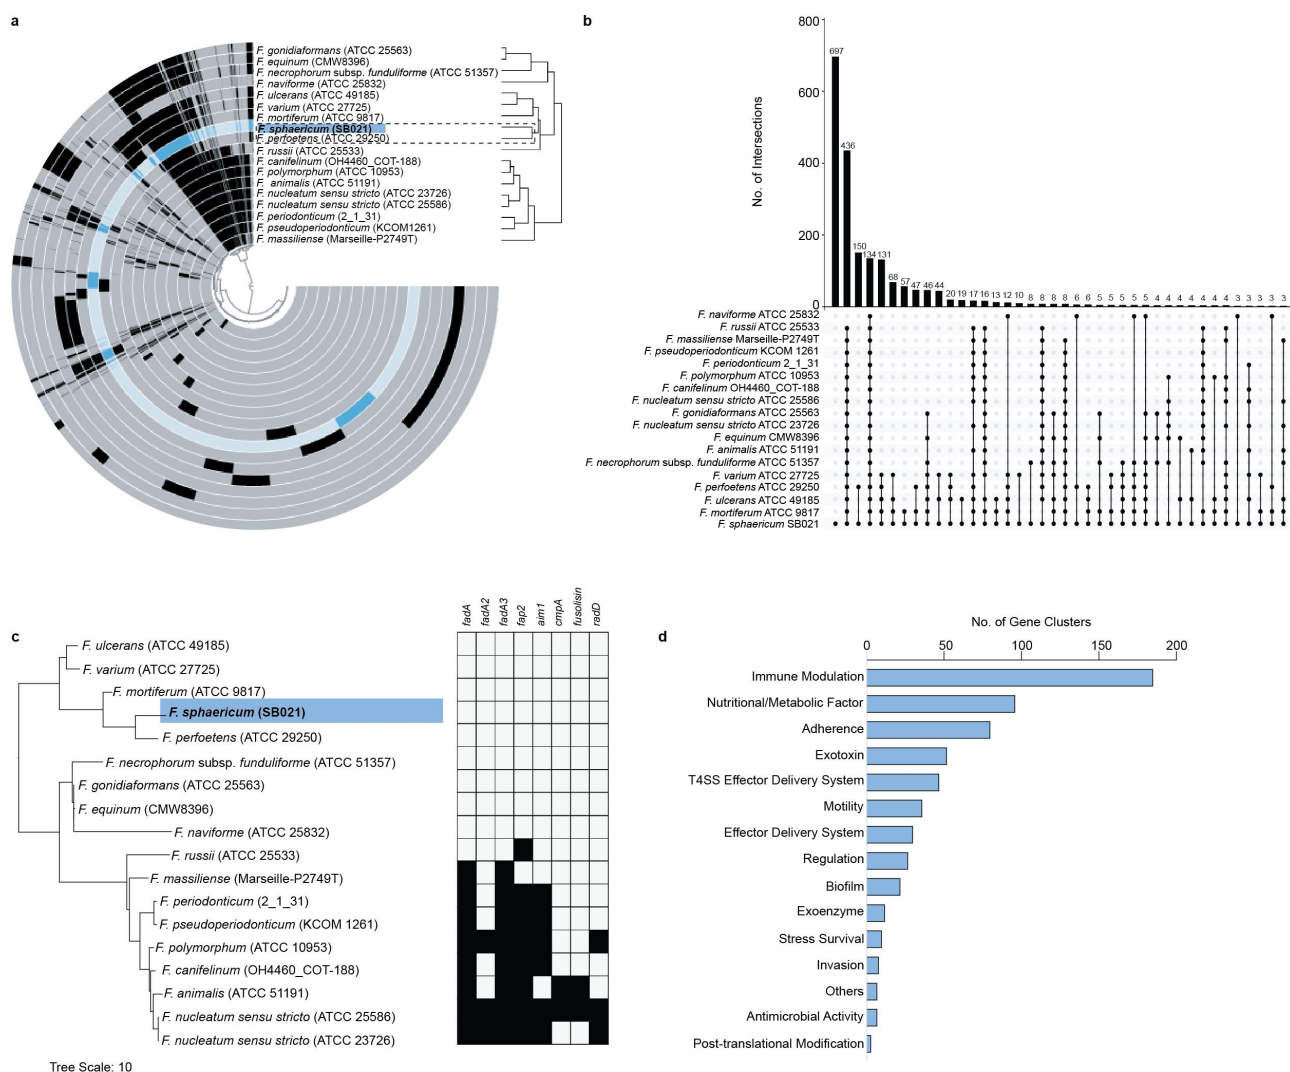 a
F. gonidiaformans (ATCC 25563)
F. equinum (CMW8396)
F. necrophorum subsp. funduliforme (ATCC 51357)
F. naviforme (ATCC 25832)
F. ulcerans (ATCC 49185)
F. varium (ATCC 27725)
F. mortiferum (ATCC 9817)
F. sphaericum (SB021)
F. perfoetens (ATCC 29250)
F. russii (ATCC 25533)
F. canifelinum (OH4460_COT-188)
F. polymorphum (ATCC 10953)
F. animalis (ATCC 51191)
F. nucleatum sensu stricto (ATCC 23726)
F. nucleatum sensu stricto (ATCC 25586)
F. periodonticum (2_1_31)
F. pseudoperiodonticum (KCOM1261)
F. massiliense (Marseille-P2749T)
b
No. of Intersections
800
600
400
200
0
697
436
150
134
131
68
57
47
46
44
20
19
17
16
13
12
10
8
8
8
8
6
6
5
5
5
5
5
4
4
4
4
4
4
4
3
3
3
3
3
F. naviforme ATCC 25832
F. russii ATCC 25533
F. massiliense Marseille-P2749T
F. pseudoperiodonticum KCOM 1261
F. periodonticum 2_1_31
F. polymorphum ATCC 10953
F. canifelinum OH4460_COT-188
F. nucleatum sensu stricto ATCC 25586
F. gonidiaformans ATCC 25563
F. nucleatum sensu stricto ATCC 23726
F. equinum CMW8396
F. animalis ATCC 51191
F. necrophorum subsp. funduliforme ATCC 51357
F. varium ATCC 27725
F. perfoetens ATCC 29250
F. ulcerans ATCC 49185
F. mortiferum ATCC 9817
F. sphaericum SB021
c
fadA
fadA2
fadA3
fap2
aim1
cmpA
fusolisin
radD
F. ulcerans (ATCC 49185)
F. varium (ATCC 27725)
F. mortiferum (ATCC 9817)
F. sphaericum (SB021)
F. perfoetens (ATCC 29250)
F. necrophorum subsp. funduliforme (ATCC 51357)
F. gonidiaformans (ATCC 25563)
F. equinum (CMW8396)
F. naviforme (ATCC 25832)
F. russii (ATCC 25533)
F. massiliense (Marseille-P2749T)
F. periodonticum (2_1_31)
F. pseudoperiodonticum (KCOM 1261)
F. polymorphum (ATCC 10953)
F. canifelinum (OH4460_COT-188)
F. animalis (ATCC 51191)
F. nucleatum sensu stricto (ATCC 25586)
F. nucleatum sensu stricto (ATCC 23726)
Tree Scale: 10
d
No. of Gene Clusters
0
50
100
150
200
Immune Modulation
Nutritional/Metabolic Factor
Adherence
Exotoxin
T4SS Effector Delivery System
Motility
Effector Delivery System
Regulation
Biofilm
Exoenzyme
Stress Survival
Invasion
Others
Antimicrobial Activity
Post-translational Modification